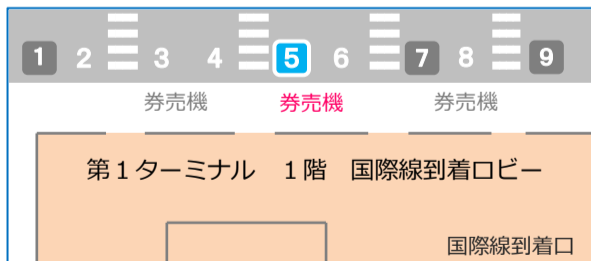 1 2 3 4 5 6 7 8 9
券売機 券売機 券売機
第1ターミナル 1階 国際線到着ロビー
国際線到着口